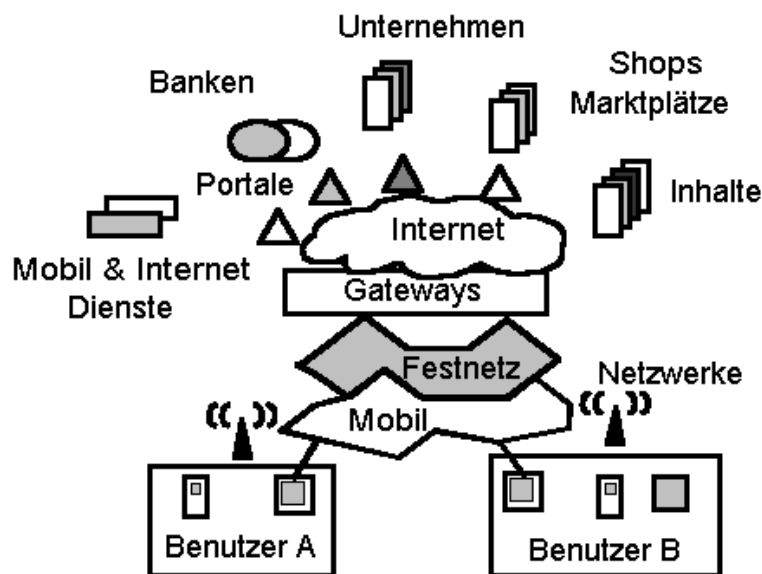 Unternehmen
Banken
Shops
Marktplätze
Portale
Inhalte
Internet
Mobil & Internet
Dienste
Gateways
Festnetz
Netzwerke
Mobil
Benutzer A
Benutzer B